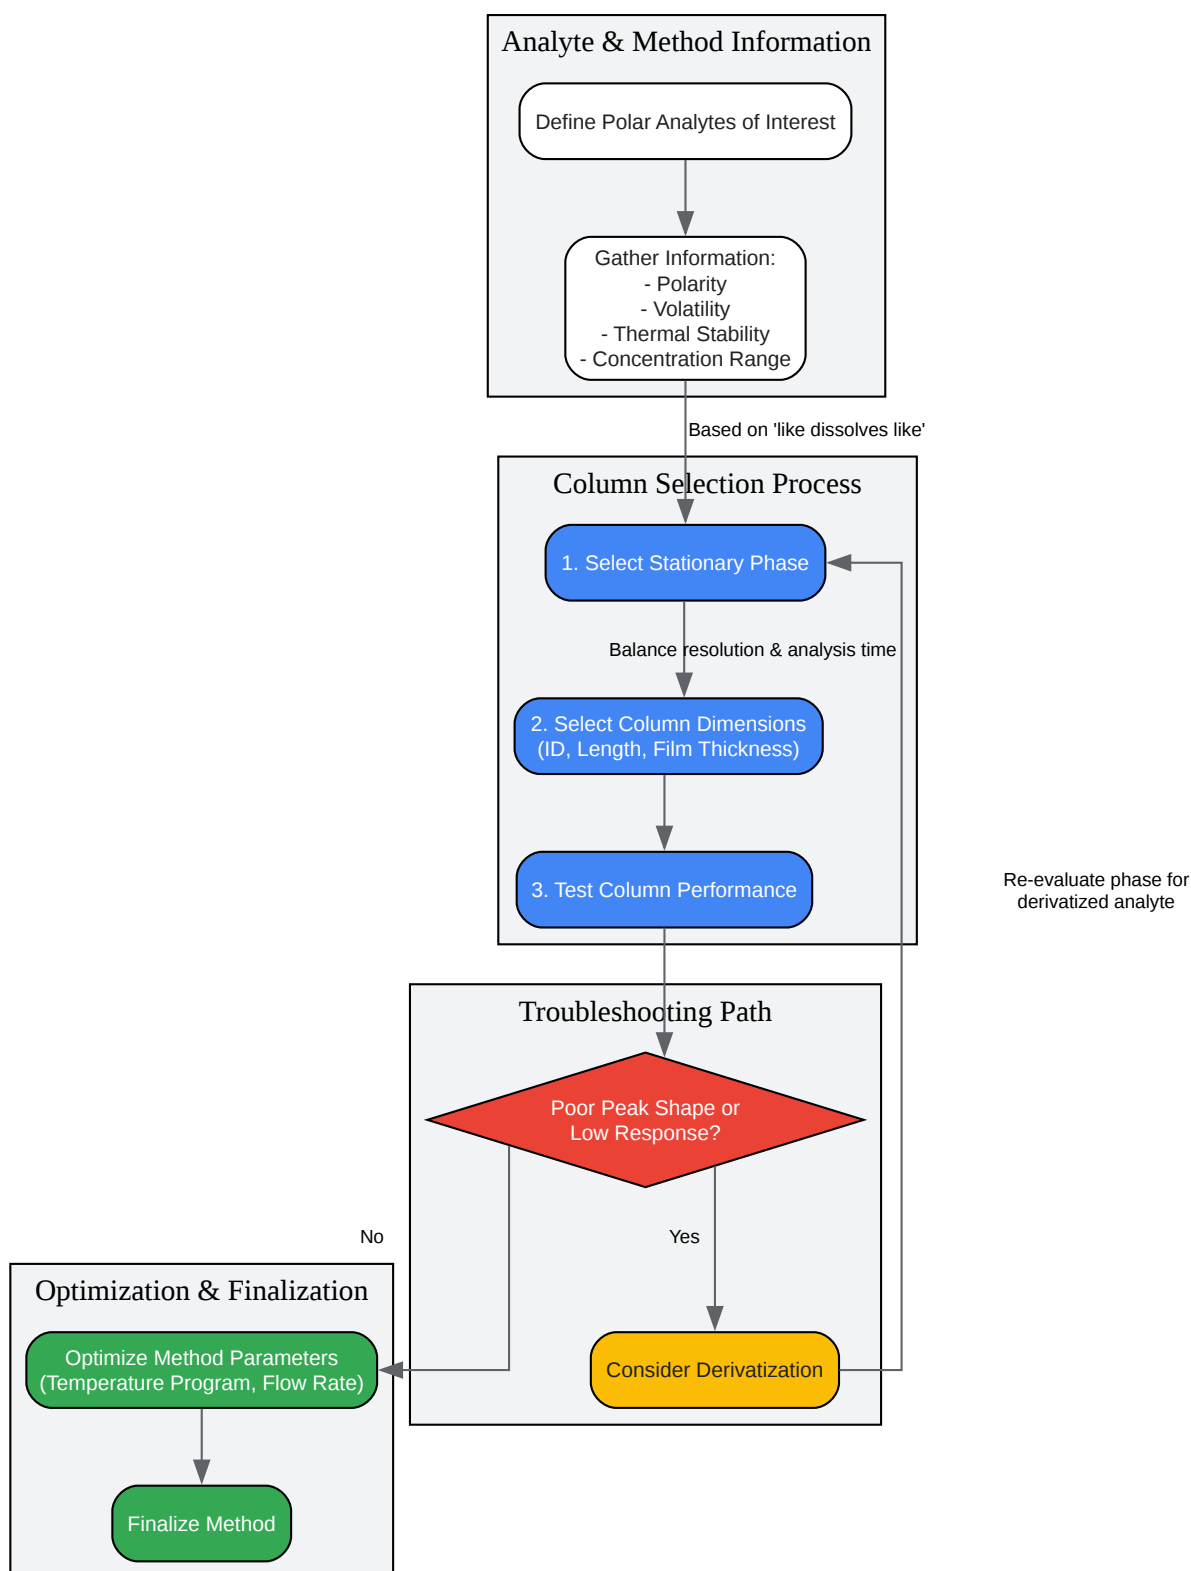 Analyte & Method Information
Define Polar Analytes of Interest
Gather Information:
- Polarity
- Volatility
- Thermal Stability
- Concentration Range
Based on 'like dissolves like'
Column Selection Process
1. Select Stationary Phase
Balance resolution & analysis time
2. Select Column Dimensions
(ID, Length, Film Thickness)
3. Test Column Performance
Re-evaluate phase for
derivatized analyte
Troubleshooting Path
Poor Peak Shape or
Low Response?
No
Yes
Optimization & Finalization
Optimize Method Parameters
(Temperature Program, Flow Rate)
Consider Derivatization
Finalize Method